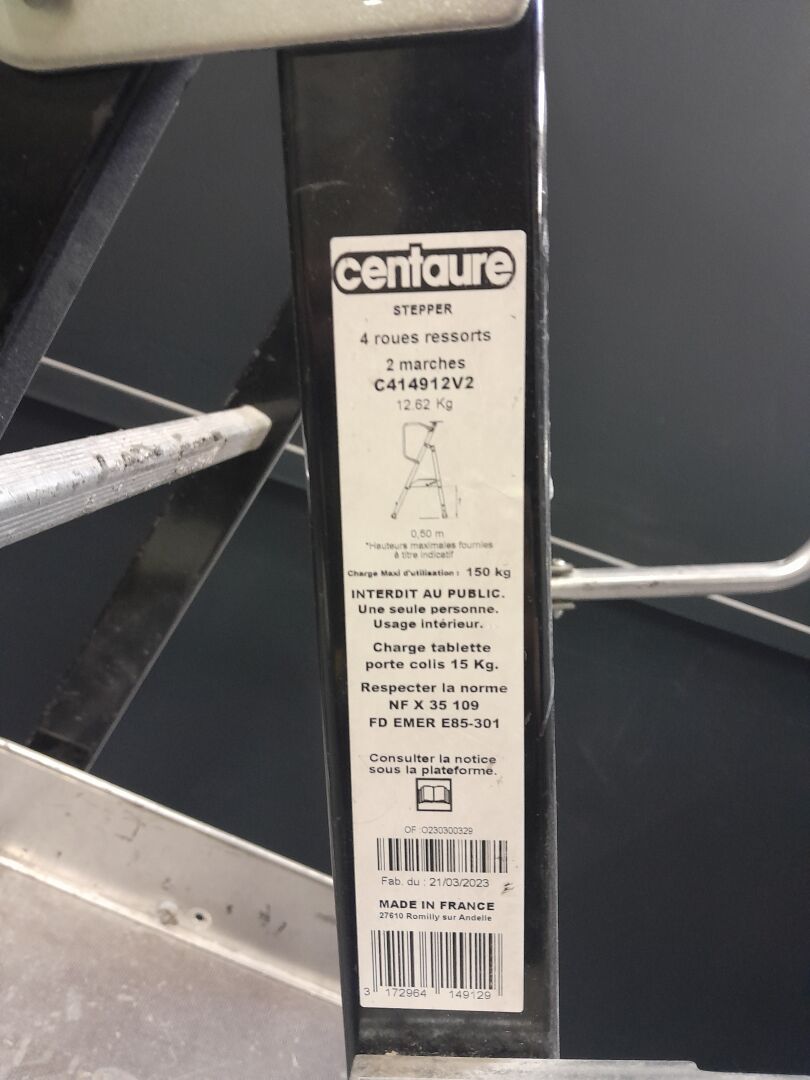 centaure
STEPPER
4 roues ressorts
2 marches
C414912V2
12.62 Kg
0,50 m
*Hauteurs maximales fournies
à titre indicatif
Charge Maxi d'utilisation : 150 kg
INTERDIT AU PUBLIC.
Une seule personne.
Usage intérieur.
Charge tablette
porte colis 15 Kg.
Respecter la norme
NF X 35 109
FD EMER E85-301
Consulter la notice
sous la plateforme.
OF :O230300329
Fab. du : 21/03/2023
MADE IN FRANCE
27610 Romilly sur Andelle
3 172964 149129